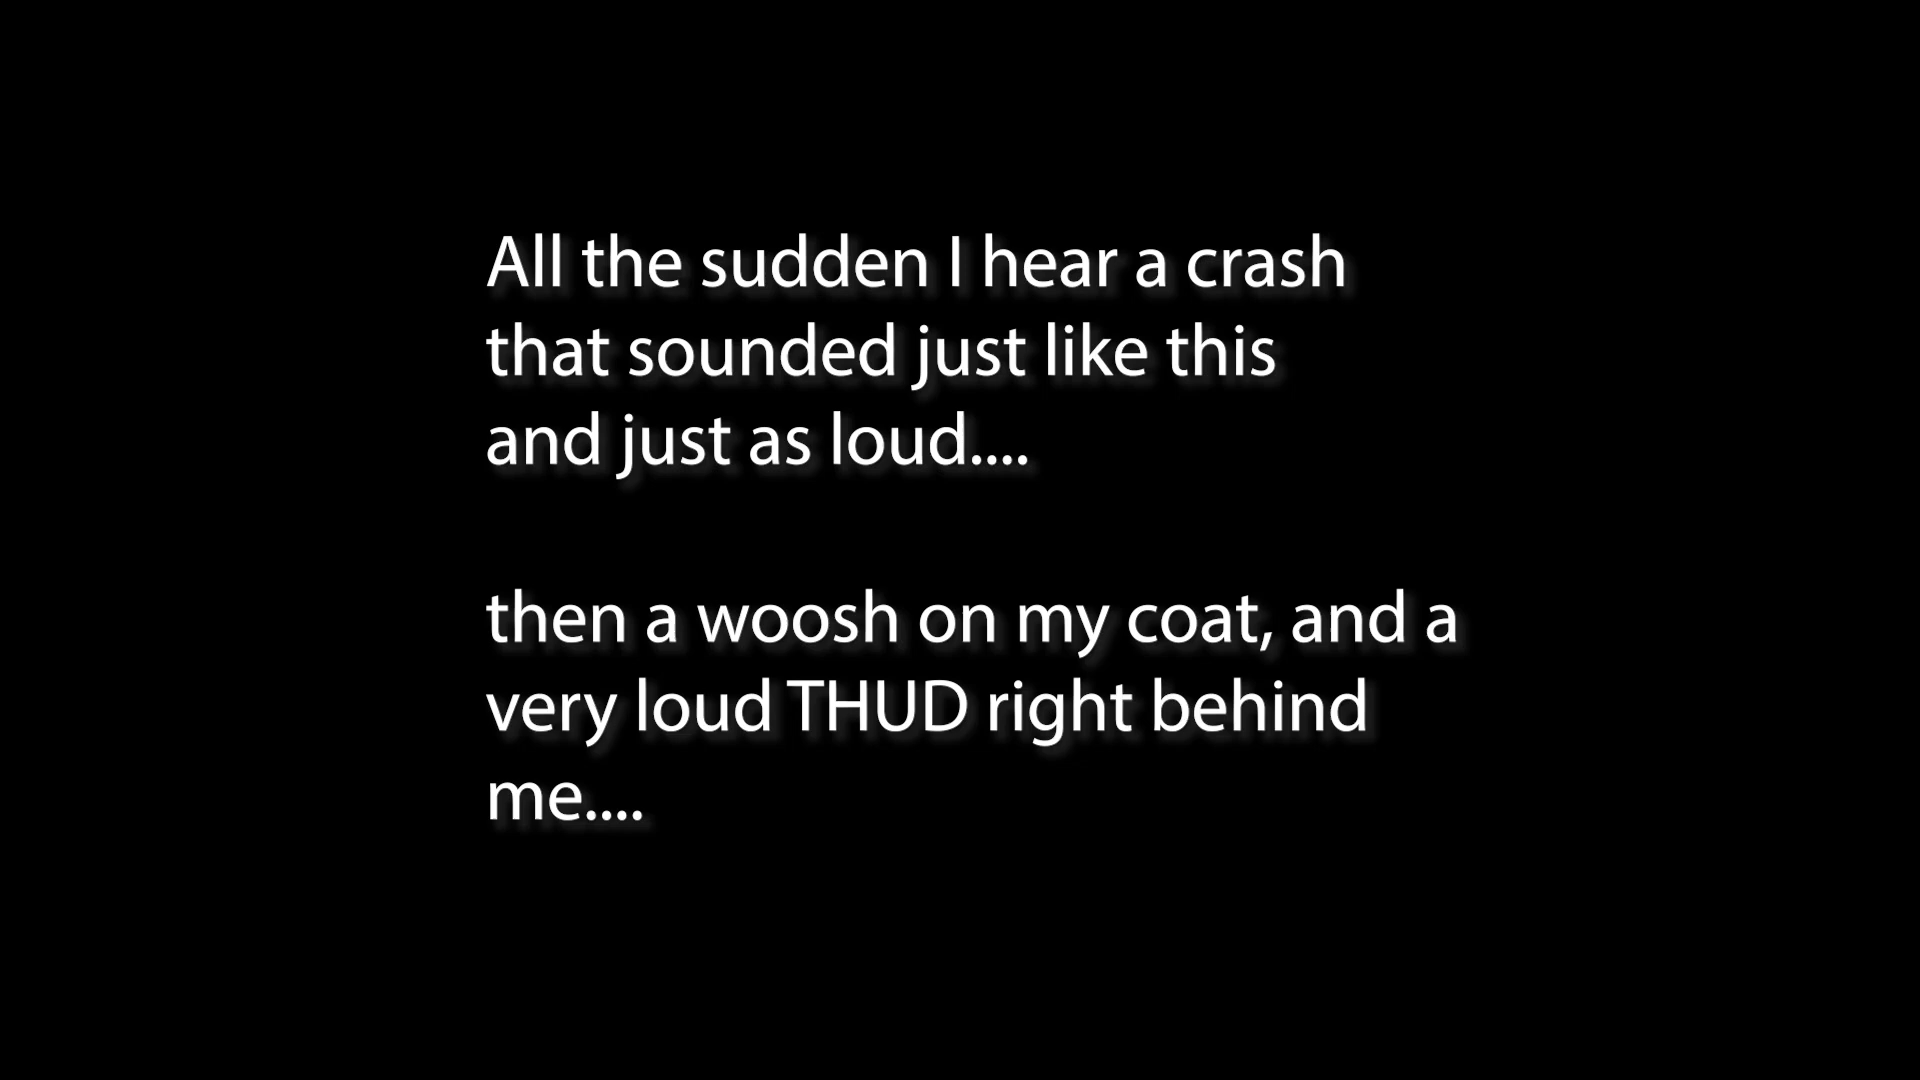 All the sudden I hear a crash
that sounded just like this
and just as loud....
then a woosh on my coat, and a
very loud THUD right behind
me....